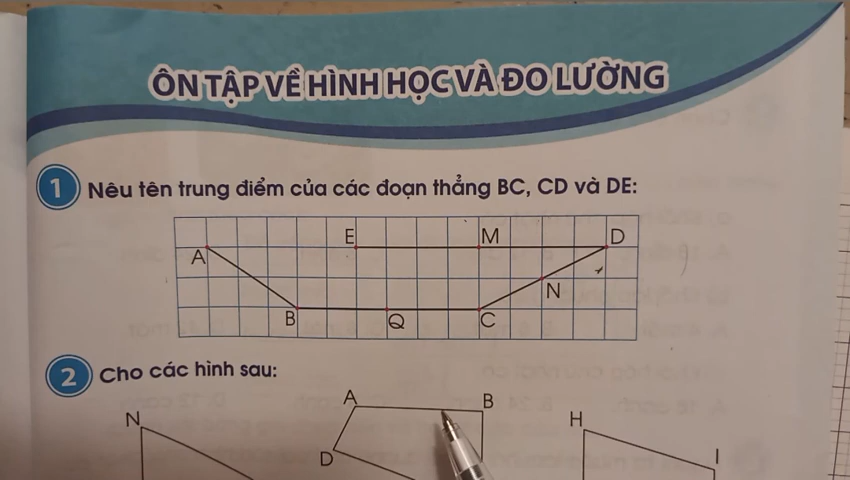 ÔN TẬP VỀ HÌNH HỌC VÀ ĐO LƯỜNG
1 Nêu tên trung điểm của các đoạn thẳng BC, CD và DE:
E M D
A
N
B Q C
2 Cho các hình sau:
A B
N H
D I